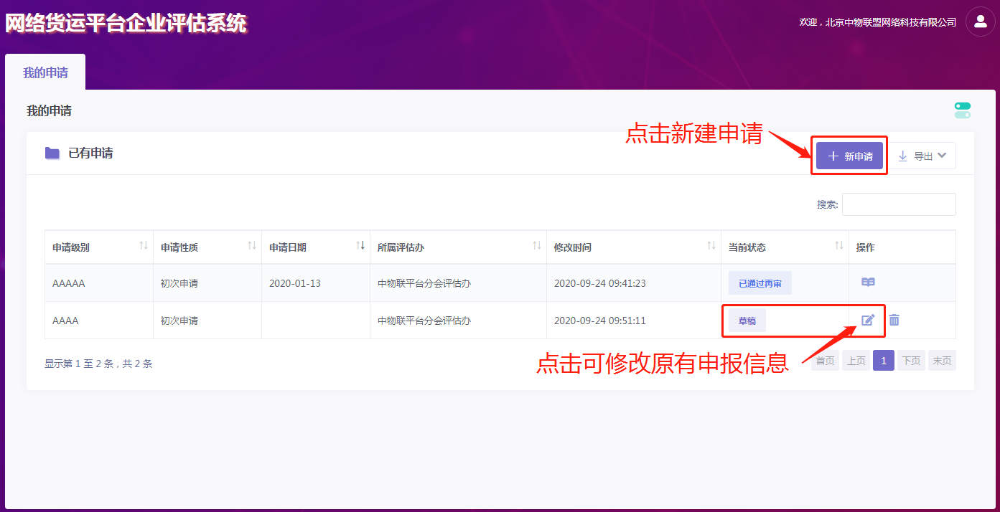 网络货运平台企业评估系统
欢迎，北京中物联盟网络科技有限公司
我的申请
我的申请
点击新建申请
已有申请
新申请
导出
搜索:
申请级别 申请性质 申请日期 所属评估办 修改时间 当前状态 操作
AAAAA 初次申请 2020-01-13 中物联平台分会评估办 2020-09-24 09:41:23 已通过再审
AAAA 初次申请 中物联平台分会评估办 2020-09-24 09:51:11 草稿
点击可修改原有申报信息
显示第 1 至 2 条，共 2 条
首页 上页 1 下页 末页